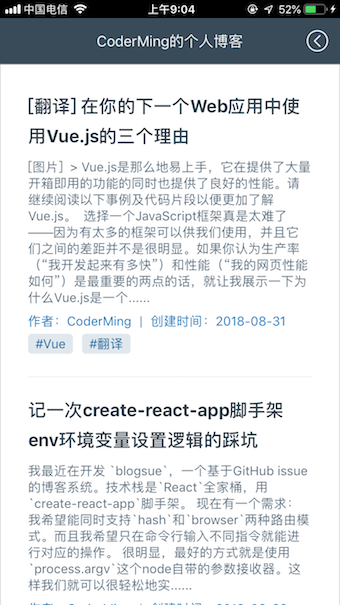 中国电信 上午9:04 52%
CoderMing的个人博客
[翻译] 在你的下一个Web应用中使
用Vue.js的三个理由
[图片] > Vue.js是那么地易上手，它在提供了大量
开箱即用的功能的同时也提供了良好的性能。请
继续阅读以下事例及代码片段以便更加了解
Vue.js。 选择一个JavaScript框架真是太难了
——因为有太多的框架可以供我们使用，并且它
们之间的差距并不是很明显。如果你认为生产率
（“我开发起来有多快”）和性能（“我的网页性能
如何”）是最重要的两点的话，就让我展示一下为
什么Vue.js是一个......
作者：CoderMing | 创建时间：2018-08-31
#Vue #翻译
记一次create-react-app脚手架
env环境变量设置逻辑的踩坑
我最近在开发 `blogsue`，一个基于GitHub issue
的博客系统。技术栈是`React`全家桶，用
`create-react-app`脚手架。 现在有一个需求：
我希望能同时支持`hash`和`browser`两种路由模
式。而且我希望只在命令行输入不同指令就能进
行对应的操作。 很明显，最好的方式就是使用
`process.argv`这个node自带的参数接收器。这
样我们就可以很轻松地实......